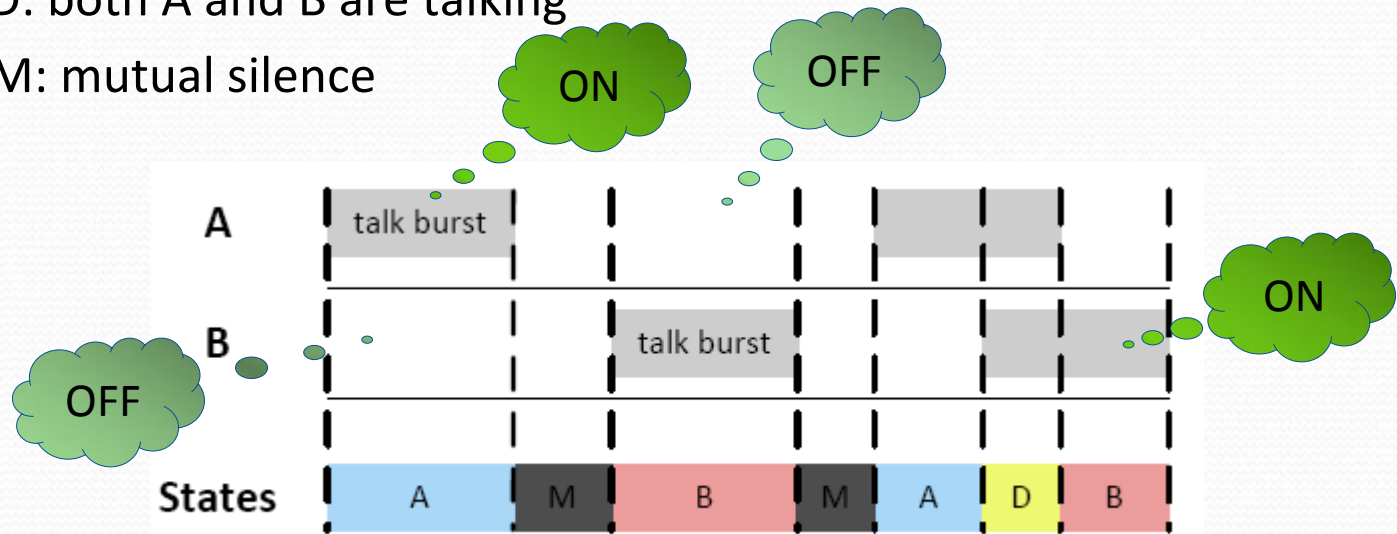 D: both A and B are talking
M: mutual silence
ON
OFF
A
talk burst
ON
B
talk burst
OFF
States
A M B M A D B